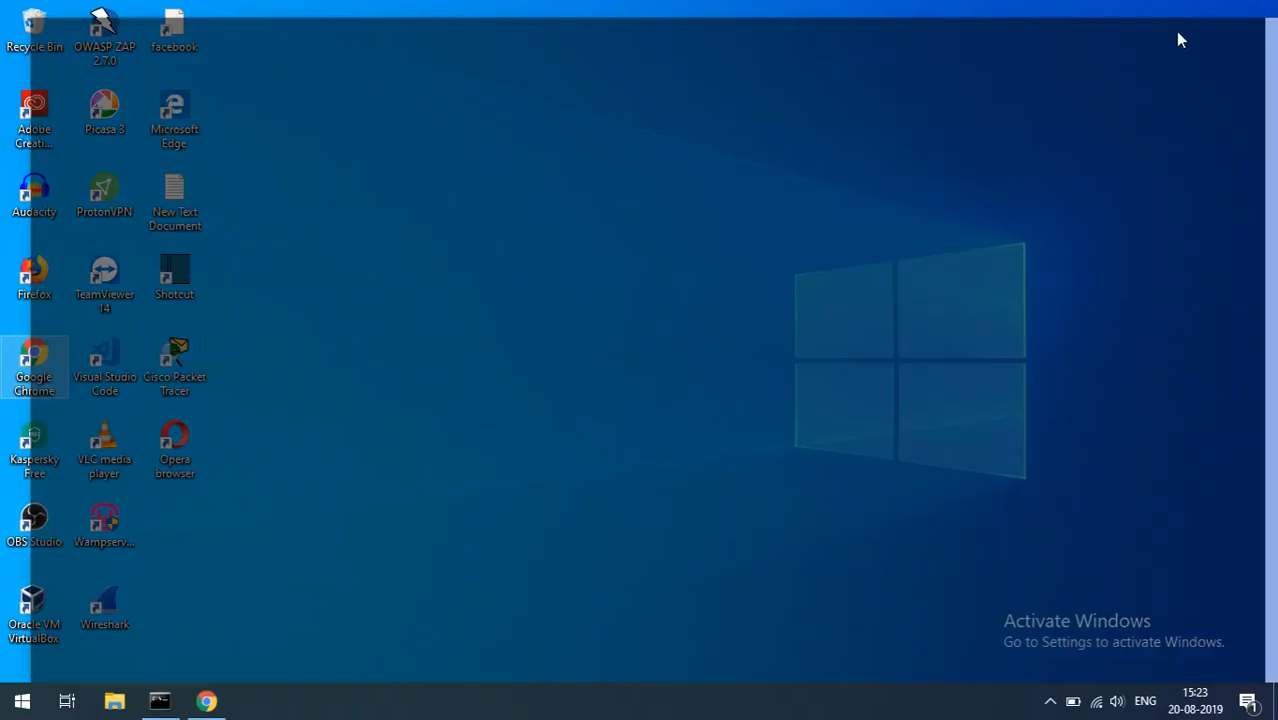 Recycle Bin
OWASP ZAP
2.7.0
facebook
Adobe
Creati...
Picasa 3
Microsoft
Edge
Audacity
ProtonVPN
New Text
Document
Firefox
TeamViewer
14
Shotcut
Google
Chrome
Visual Studio
Code
Cisco Packet
Tracer
Kaspersky
Free
VLC media
player
Opera
browser
OBS Studio
Wampserv...
Oracle VM
VirtualBox
Wireshark
Activate Windows
Go to Settings to activate Windows.
ENG
15:23
20-08-2019
1